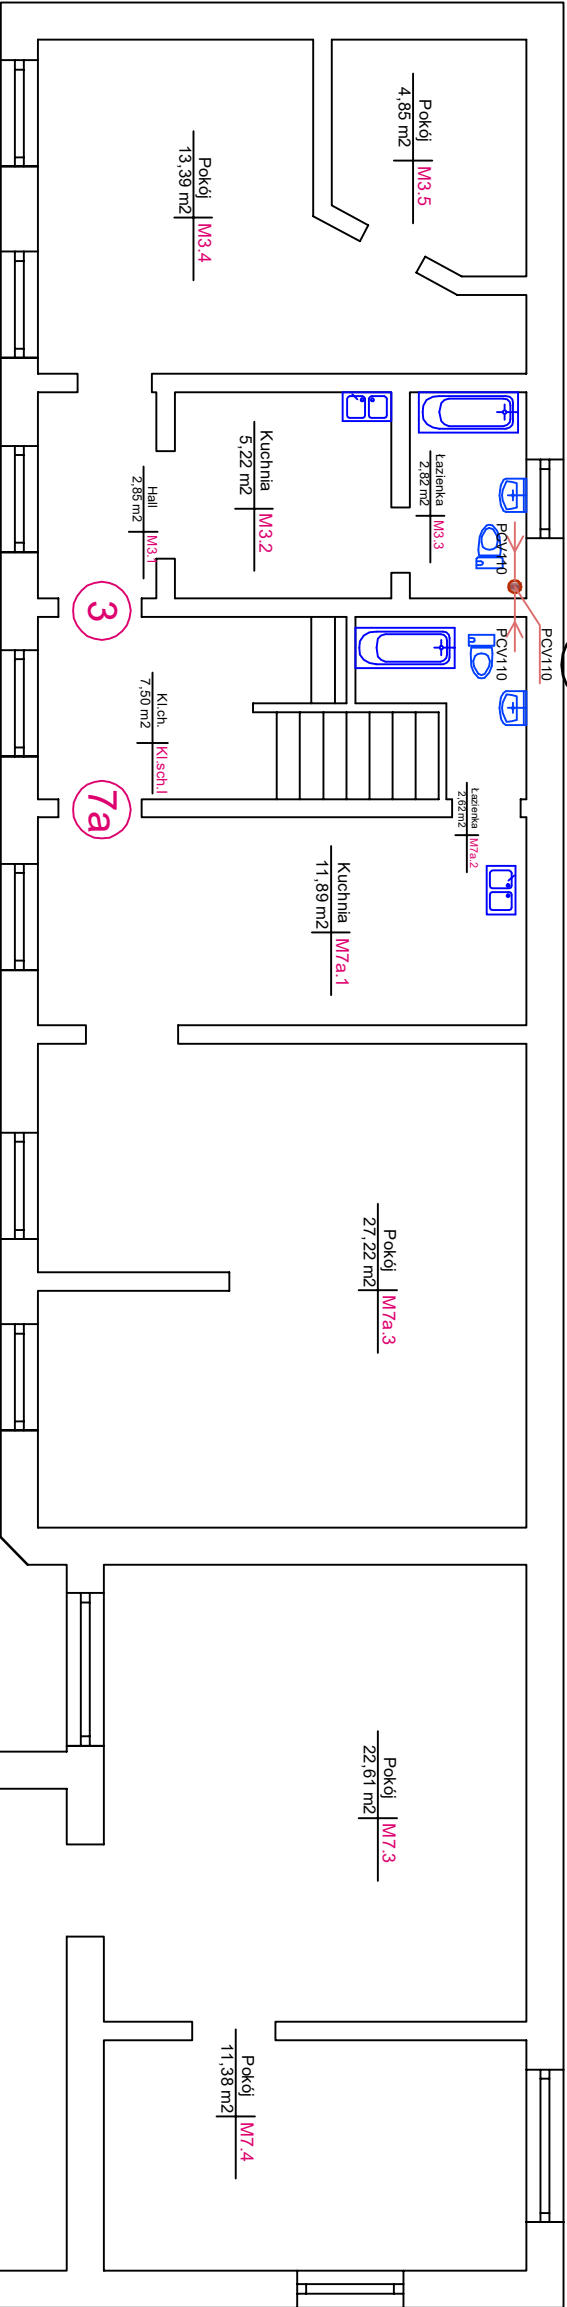 Pokój
4,85 m2
M3.5
Pokój
13,39 m2
M3.4
Kuchnia
5,22 m2
M3.2
Łazienka
2,82 m2
M3.3
Hall
2,85 m2
M3.1
PCV110
PCV110
PCV110
3
Kl.ch.
7,50 m2
Kl.sch.I
7a
Łazienka
2,62m2
M7a.2
Kuchnia
11,89 m2
M7a.1
Pokój
27,22 m2
M7a.3
Pokój
22,61 m2
M7.3
Pokój
11,38 m2
M7.4